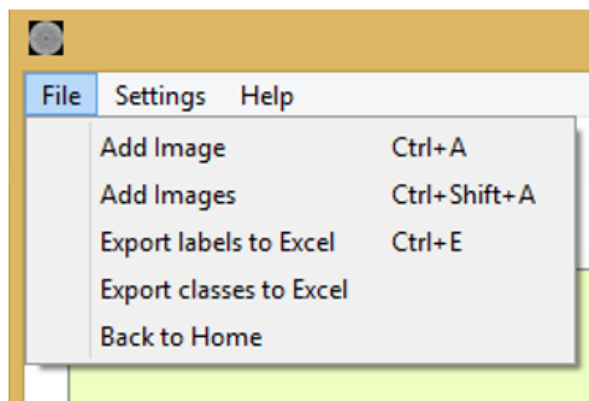 File Settings Help
Add Image Ctrl+A
Add Images Ctrl+Shift+A
Export labels to Excel Ctrl+E
Export classes to Excel
Back to Home